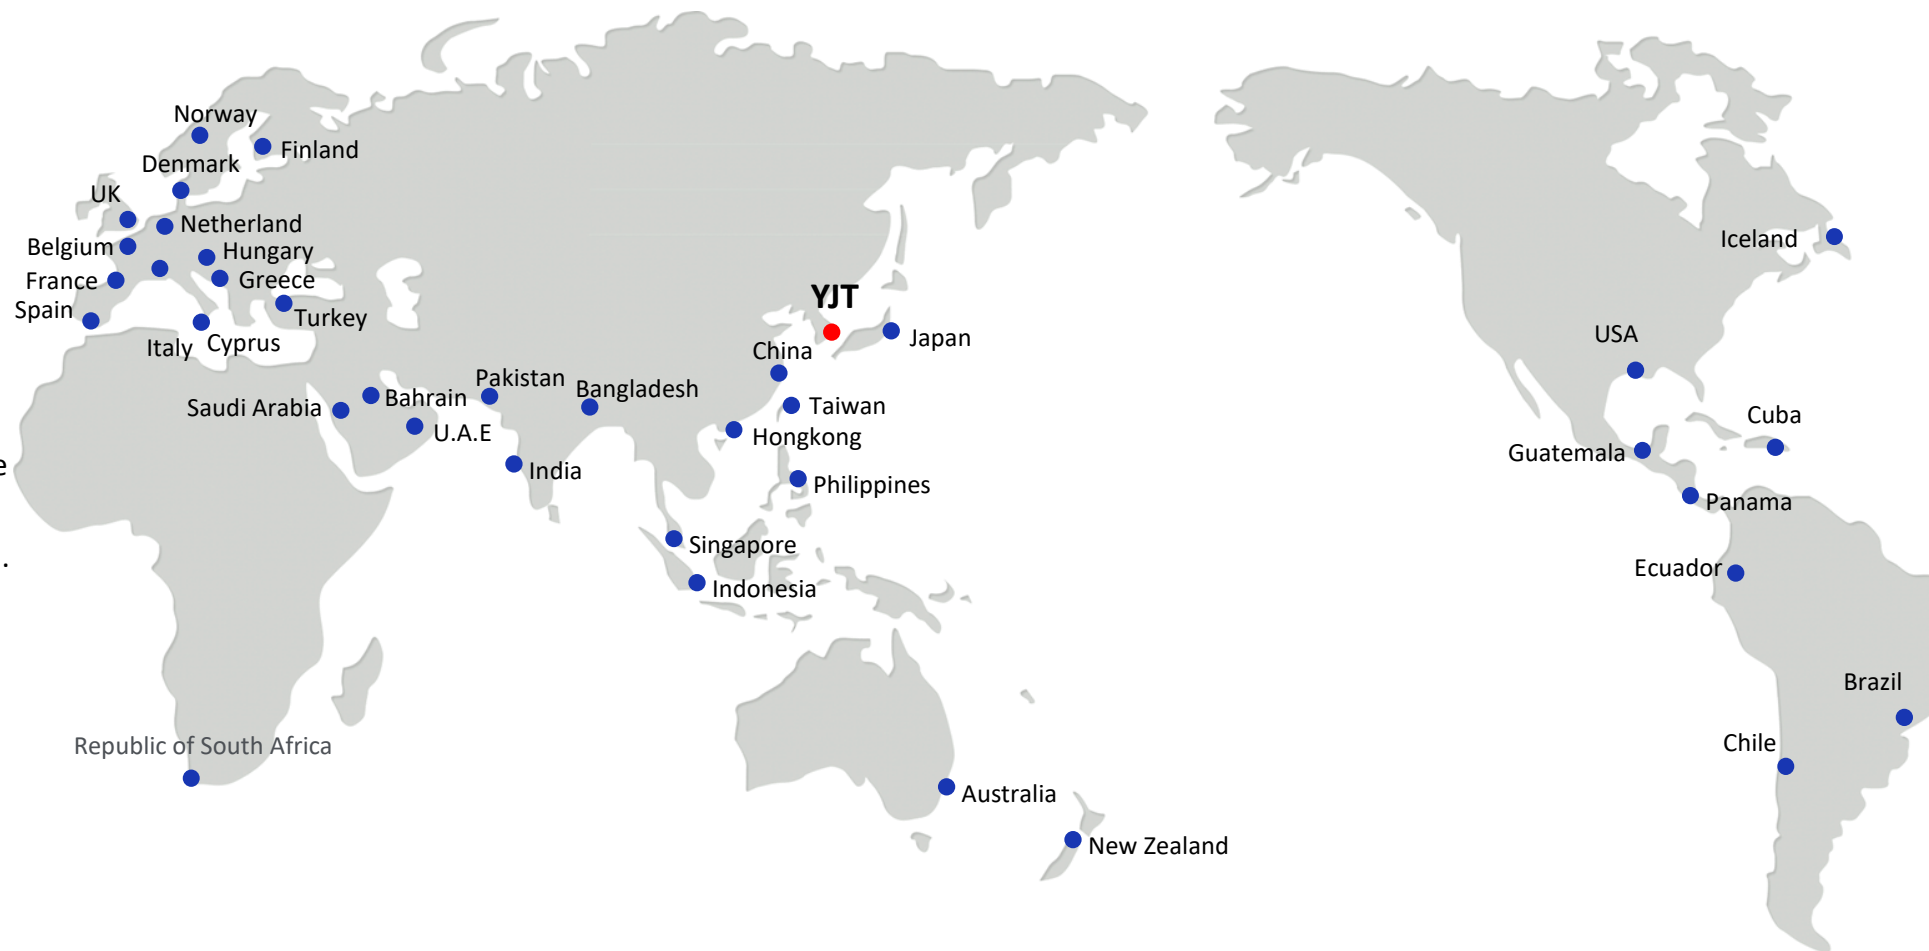 Norway
Finland
Denmark
UK
Netherland
Belgium
Hungary
France
Greece
Spain
Turkey
Italy
Cyprus
YJT
Japan
China
Pakistan
Bangladesh
Bahrain
Saudi Arabia
Taiwan
U.A.E
Hongkong
India
Philippines
e
Singapore
.
Indonesia
Republic of South Africa
Australia
New Zealand
Iceland
USA
Cuba
Guatemala
Panama
Ecuador
Brazil
Chile